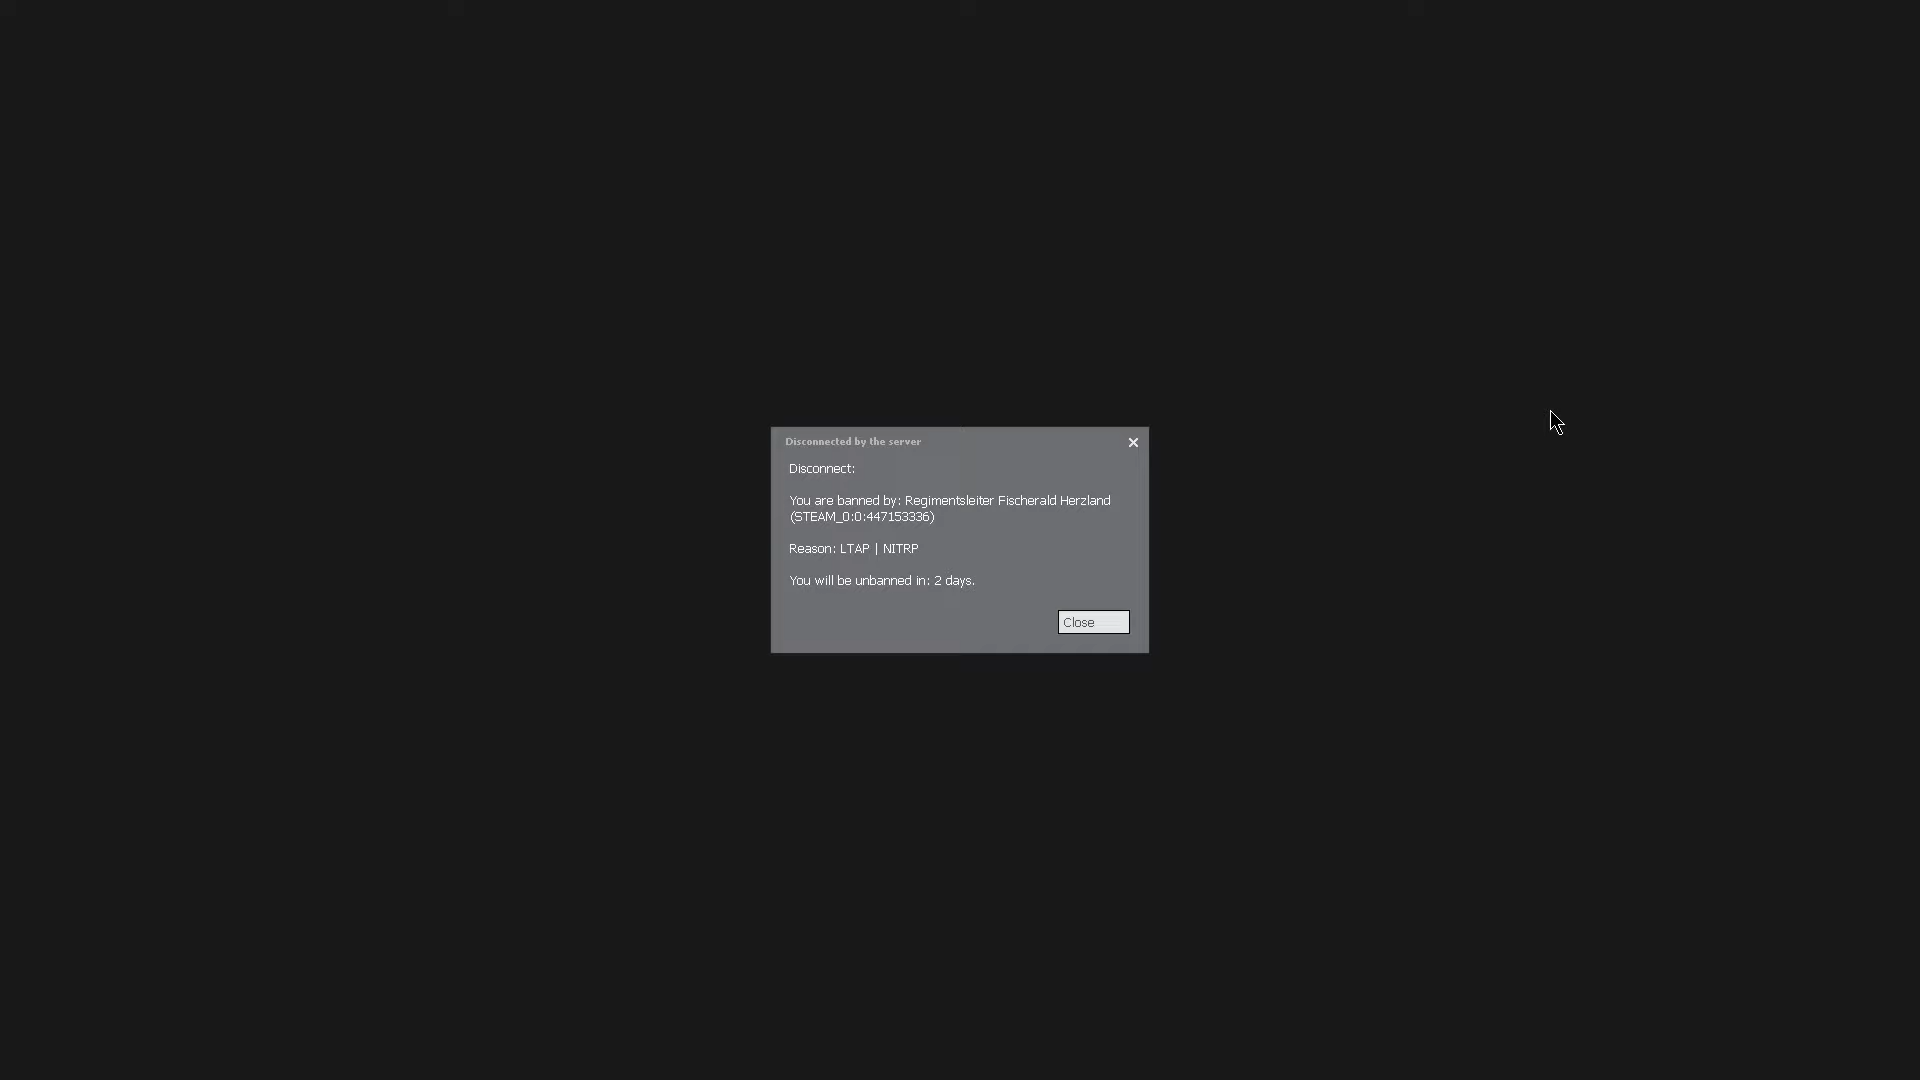 Disconnected by the server
Disconnect:
You are banned by: Regimentsleiter Fischerald Herzland
(STEAM_0:0:447153336)
Reason: LTAP | NITRP
You will be unbanned in: 2 days.
Close